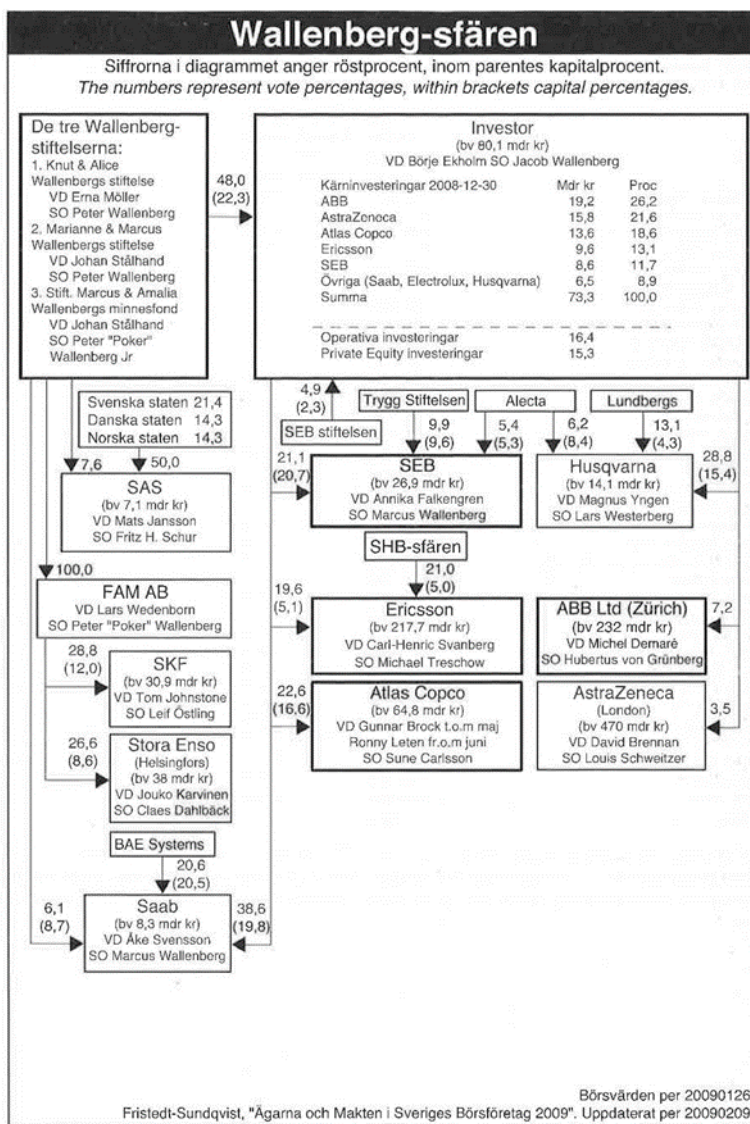 Wallenberg-sfären
Siffrorna i diagrammet anger röstprocent, inom parentes kapitalprocent.
The numbers represent vote percentages, within brackets capital percentages.
De tre Wallenberg-
stiftelserna:
1. Knut & Alice
Wallenbergs stiftelse
VD Erna Möller
SO Peter Wallenberg
2. Marianne & Marcus
Wallenbergs stiftelse
VD Johan Stålhand
SO Peter Wallenberg
3. Stift. Marcus & Amalia
Wallenbergs minnesfond
VD Johan Stålhand
SO Peter "Poker"
Wallenberg Jr
48,0
(22,3)
Investor
(bv 80,1 mdr kr)
VD Börje Ekholm SO Jacob Wallenberg
Kärninvesteringar 2008-12-30 Mdr kr Proc
ABB 19,2 26,2
AstraZeneca 15,8 21,6
Atlas Copco 13,6 18,6
Ericsson 9,6 13,1
SEB 8,6 11,7
Övriga (Saab, Electrolux, Husqvarna) 6,5 8,9
Summa 73,3 100,0
Operativa investeringar 16,4
Private Equity investeringar 15,3
Svenska staten 21,4
Danska staten 14,3
Norska staten 14,3
7,6
50,0
SAS
(bv 7,1 mdr kr)
VD Mats Jansson
SO Fritz H. Schur
4,9
(2,3)
SEB stiftelsen
Trygg Stiftelsen
9,9
(9,6)
Alecta
5,4
(5,3)
6,2
(8,4)
Lundbergs
13,1
(4,3)
21,1
(20,7)
SEB
(bv 26,9 mdr kr)
VD Annika Falkengren
SO Marcus Wallenberg
Husqvarna
(bv 14,1 mdr kr)
VD Magnus Yngen
SO Lars Westerberg
28,8
(15,4)
100,0
FAM AB
VD Lars Wedenborn
SO Peter "Poker" Wallenberg
SHB-sfären
21,0
(5,0)
19,6
(5,1)
Ericsson
(bv 217,7 mdr kr)
VD Carl-Henric Svanberg
SO Michael Treschow
ABB Ltd (Zürich)
(bv 232 mdr kr)
VD Michel Demaré
SO Hubertus von Grünberg
7,2
28,8
(12,0)
SKF
(bv 30,9 mdr kr)
VD Tom Johnstone
SO Leif Östling
22,6
(16,6)
Atlas Copco
(bv 64,8 mdr kr)
VD Gunnar Brock t.o.m maj
Ronny Leten fr.o.m juni
SO Sune Carlsson
AstraZeneca
(London)
(bv 470 mdr kr)
VD David Brennan
SO Louis Schweitzer
3,5
26,6
(8,6)
Stora Enso
(Helsingfors)
(bv 38 mdr kr)
VD Jouko Karvinen
SO Claes Dahlbäck
BAE Systems
20,6
(20,5)
6,1
(8,7)
Saab
(bv 8,3 mdr kr)
VD Åke Svensson
SO Marcus Wallenberg
38,6
(19,8)
Börsvärden per 20090126
Fristedt-Sundqvist, "Ägarna och Makten i Sveriges Börsföretag 2009". Uppdaterat per 20090209